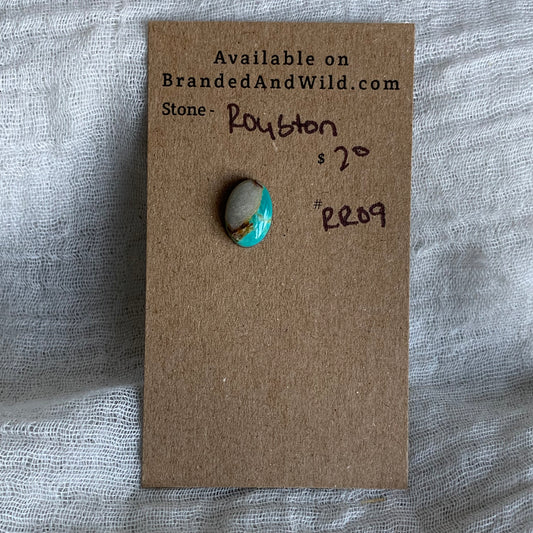 Available on
BrandedAndWild.com
Stone - Royston
$ 20
# RR09